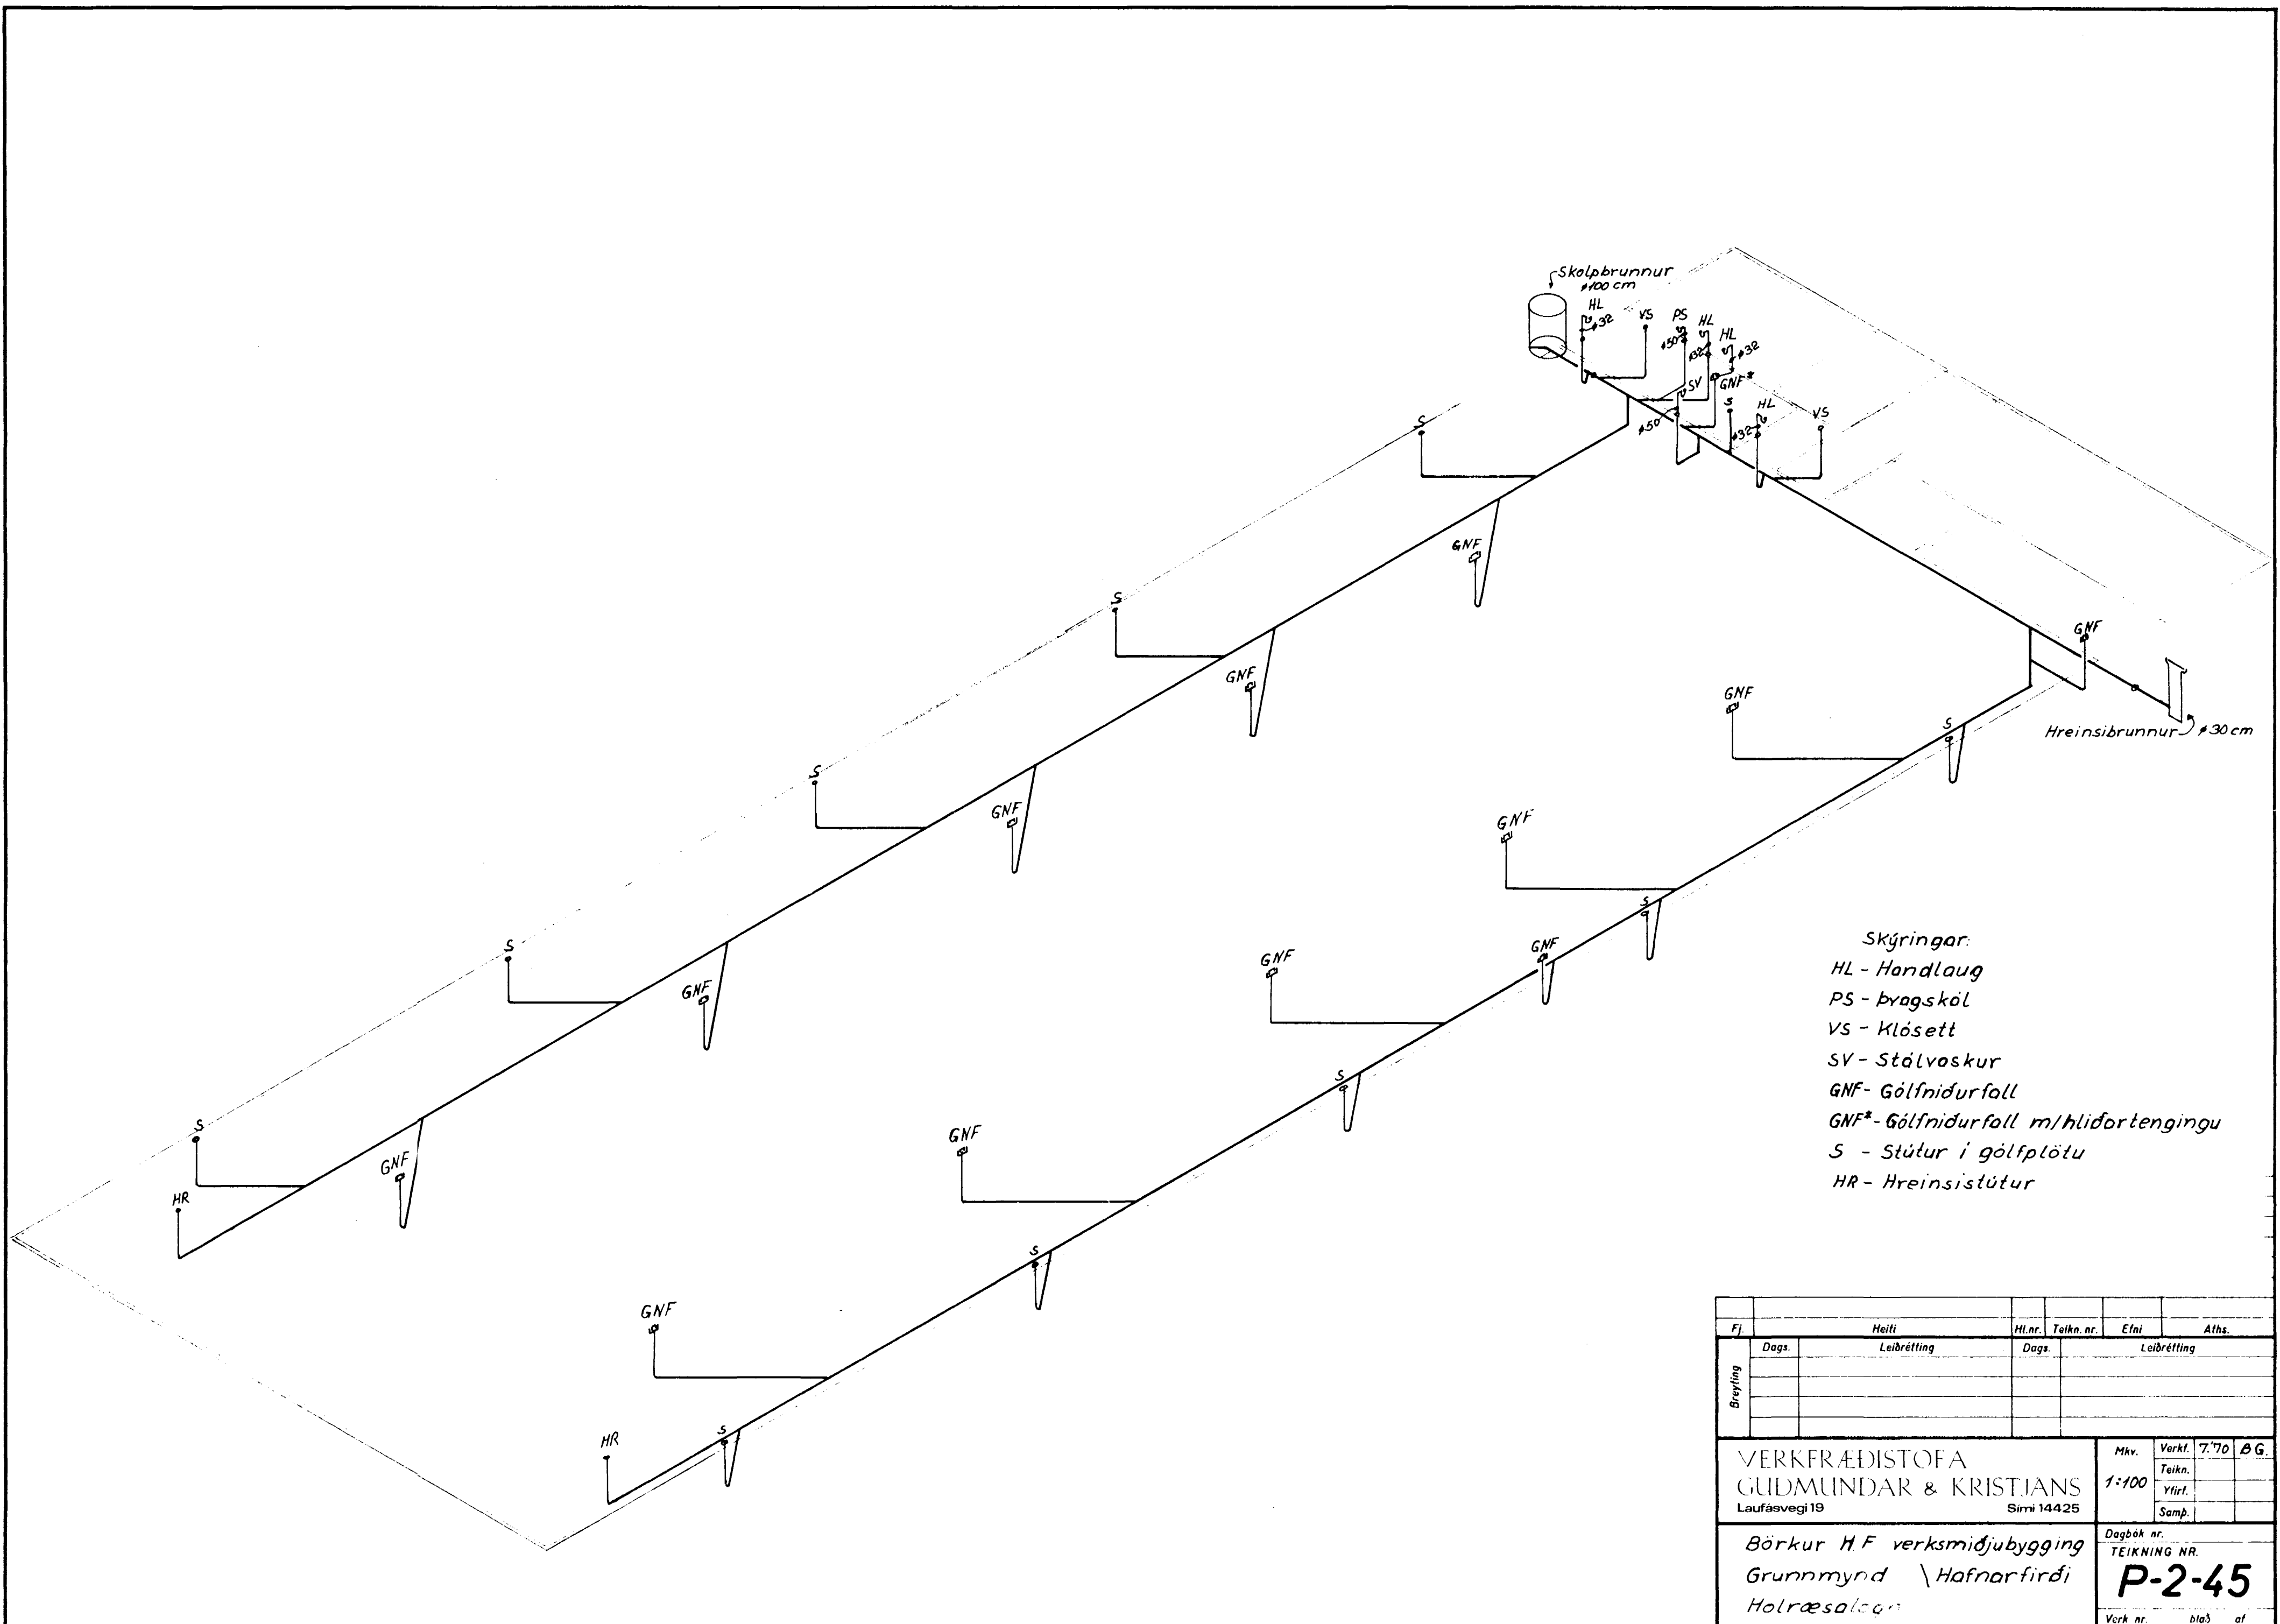 Skolpbrunnur
ø100 cm
HL
ø32
VS
PS
ø50
HL
ø32
HL
ø32
SV
GNF*
ø50
S
HL
ø32
VS
S
GNF
S
GNF
GNF
GNF
S
Hreinsibrunnur ø30 cm
S
GNF
GNF
S
GNF
GNF
S
GNF
S
GNF
S
GNF
HR
GNF
S
GNF
HR
S
Skýringar:
HL - Handlaug
PS - Þvagskál
VS - Klósett
SV - Stálvaskur
GNF - Gólfniðurfall
GNF* - Gólfniðurfall m/hliðartengingu
S - Stútur í gólfplötu
HR - Hreinsistútur
Fj. Heiti Hl.nr. Teikn. nr. Efni Aths.
Breyting Dags. Leiðrétting Dags. Leiðrétting
VERKFRÆÐISTOFA
GUÐMUNDAR & KRISTJÁNS
Laufásvegi 19 Sími 14425
Mkv.
1:100
Verkf. 7.'70 BG.
Teikn.
Yfirf.
Samþ.
Börkur H.F verksmiðjubygging
Grunnmynd \ Hafnarfirði
Dagbók nr.
TEIKNING NR.
P-2-45
Verk nr. blað af